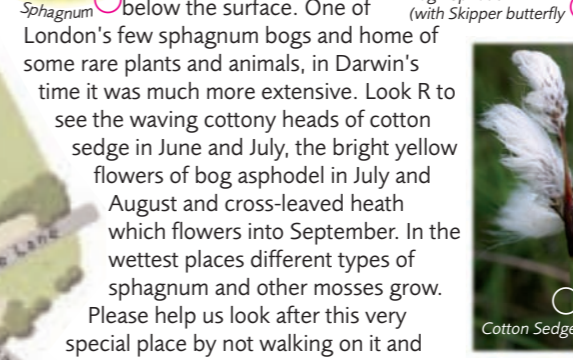 Sphagnum
below the surface. One of
London's few sphagnum bogs and home of
some rare plants and animals, in Darwin's
time it was much more extensive. Look R to
see the waving cottony heads of cotton
sedge in June and July, the bright yellow
flowers of bog asphodel in July and
August and cross-leaved heath
which flowers into September. In the
wettest places different types of
sphagnum and other mosses grow.
Please help us look after this very
special place by not walking on it and
(with Skipper butterfly
Cotton Sedge
Lane